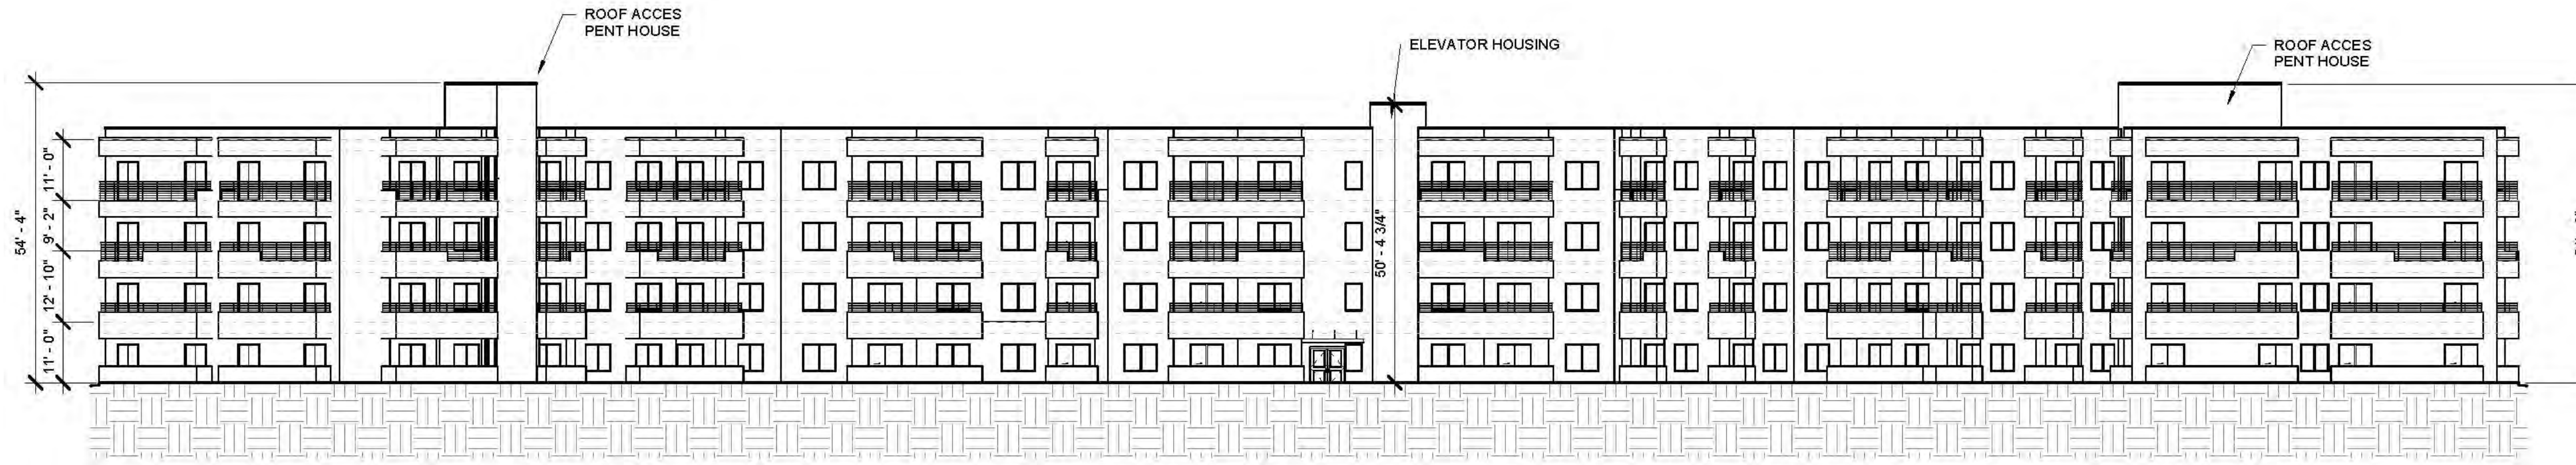 ROOF ACCES
PENT HOUSE
ELEVATOR HOUSING
ROOF ACCES
PENT HOUSE
54' - 4"
11' - 0"
9' - 2"
12' - 10"
11' - 0"
50' - 4 3/4"